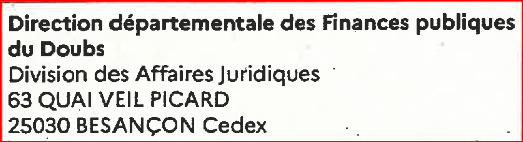 Direction départementale des Finances publiques
du Doubs
Division des Affaires Juridiques
63 QUAI VEIL PICARD
25030 BESANÇON Cedex